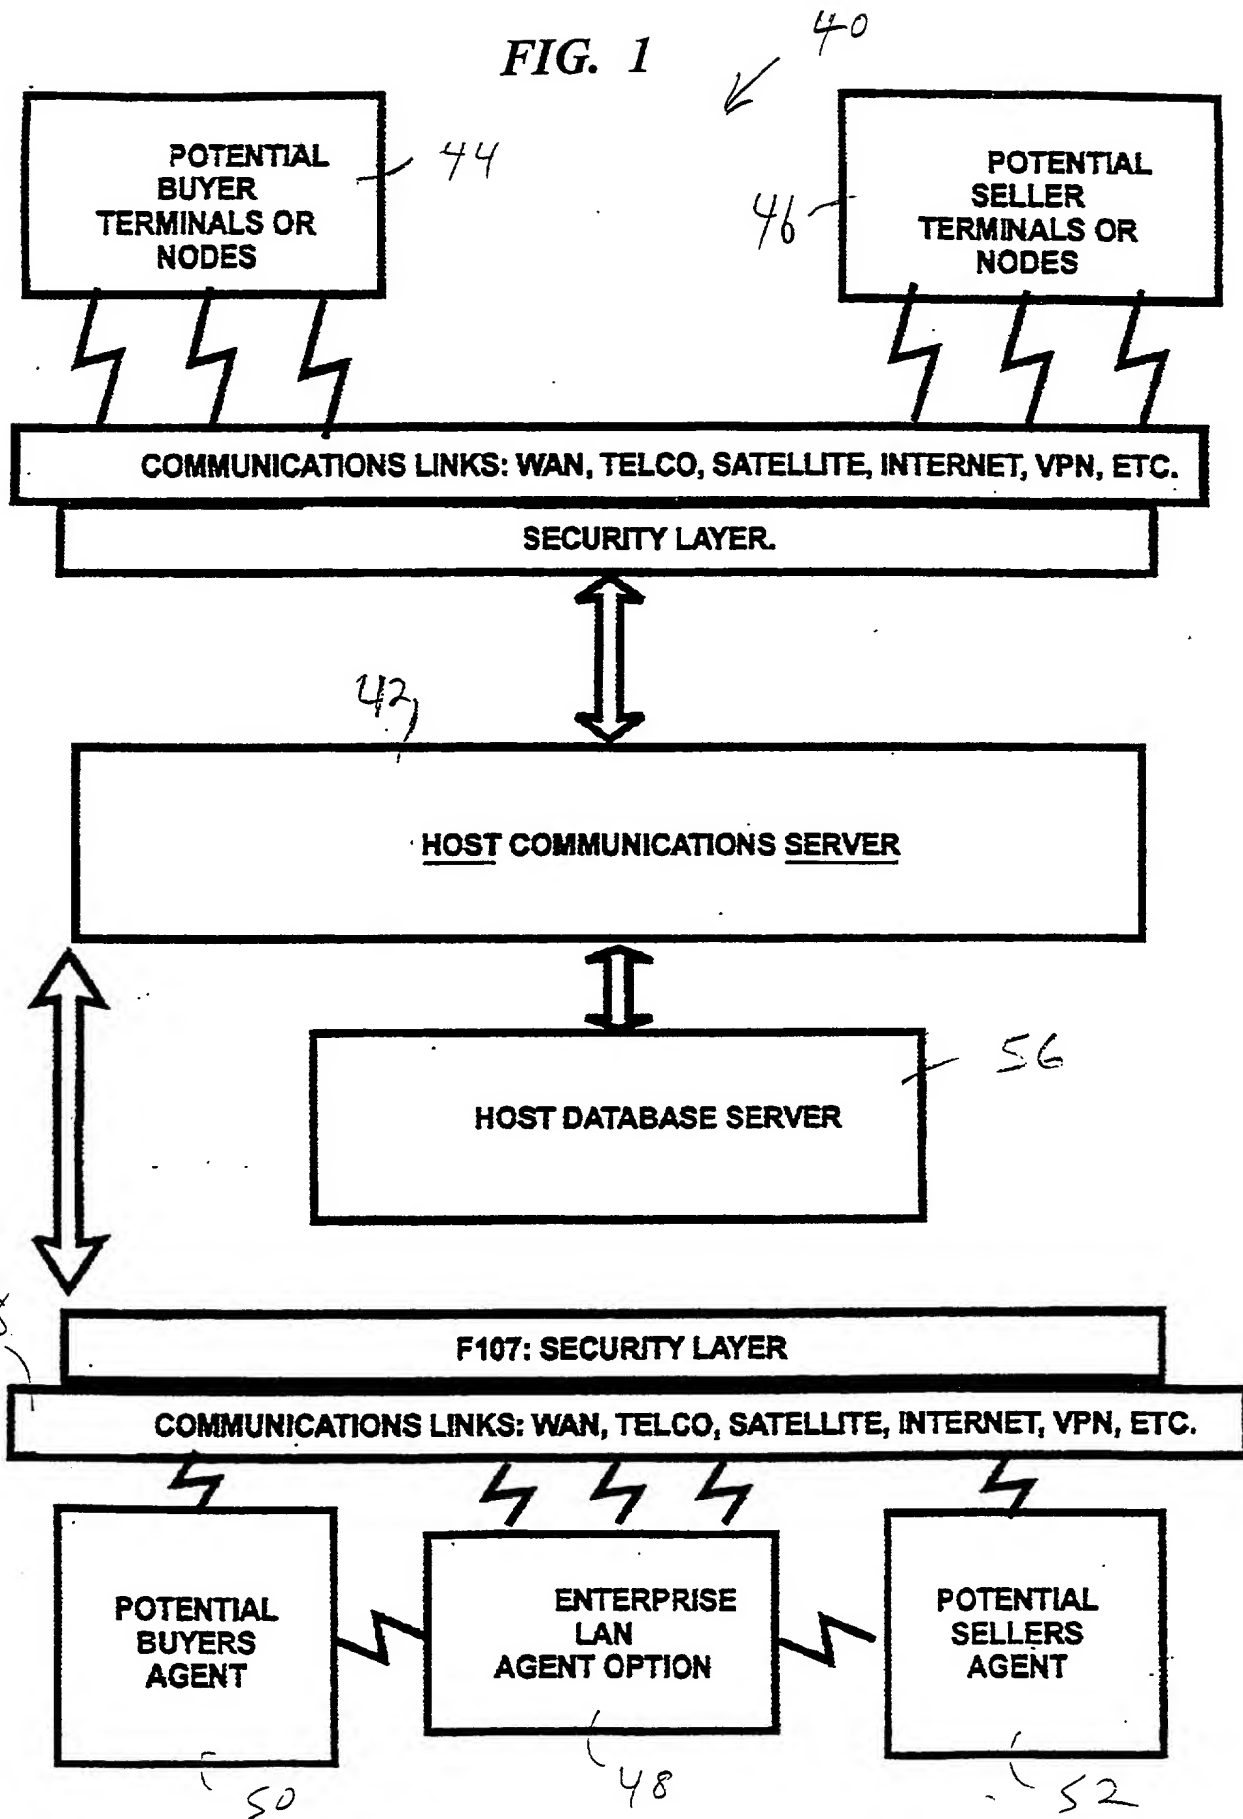 FIG. 1
40
POTENTIAL
BUYER
TERMINALS OR
NODES
44
POTENTIAL
SELLER
TERMINALS OR
NODES
46
COMMUNICATIONS LINKS: WAN, TELCO, SATELLITE, INTERNET, VPN, ETC.
SECURITY LAYER.
42
HOST COMMUNICATIONS SERVER
56
HOST DATABASE SERVER
F107: SECURITY LAYER
COMMUNICATIONS LINKS: WAN, TELCO, SATELLITE, INTERNET, VPN, ETC.
POTENTIAL
BUYERS
AGENT
ENTERPRISE
LAN
AGENT OPTION
POTENTIAL
SELLERS
AGENT
50
48
52